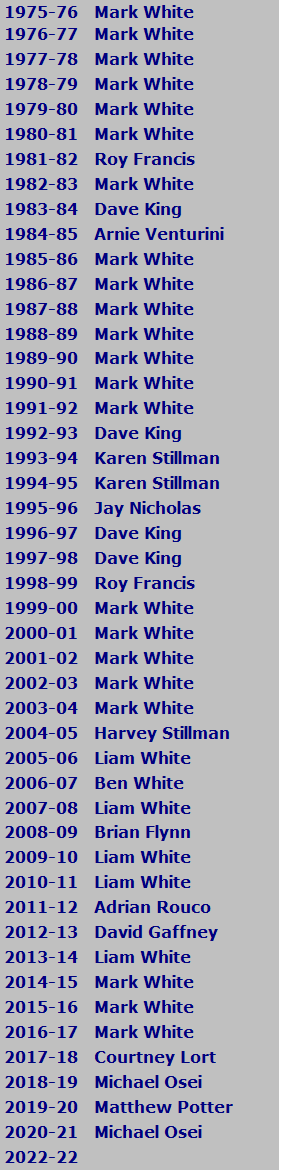 1975-76 Mark White
1976-77 Mark White
1977-78 Mark White
1978-79 Mark White
1979-80 Mark White
1980-81 Mark White
1981-82 Roy Francis
1982-83 Mark White
1983-84 Dave King
1984-85 Arnie Venturini
1985-86 Mark White
1986-87 Mark White
1987-88 Mark White
1988-89 Mark White
1989-90 Mark White
1990-91 Mark White
1991-92 Mark White
1992-93 Dave King
1993-94 Karen Stillman
1994-95 Karen Stillman
1995-96 Jay Nicholas
1996-97 Dave King
1997-98 Dave King
1998-99 Roy Francis
1999-00 Mark White
2000-01 Mark White
2001-02 Mark White
2002-03 Mark White
2003-04 Mark White
2004-05 Harvey Stillman
2005-06 Liam White
2006-07 Ben White
2007-08 Liam White
2008-09 Brian Flynn
2009-10 Liam White
2010-11 Liam White
2011-12 Adrian Rouco
2012-13 David Gaffney
2013-14 Liam White
2014-15 Mark White
2015-16 Mark White
2016-17 Mark White
2017-18 Courtney Lort
2018-19 Michael Osei
2019-20 Matthew Potter
2020-21 Michael Osei
2022-22